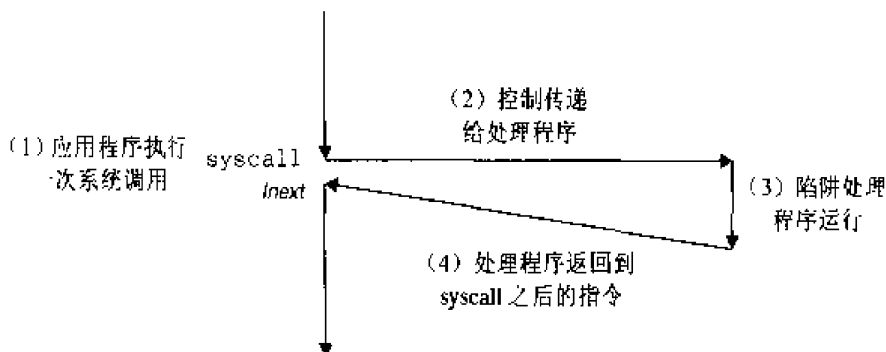 (2) 控制传递
给处理程序
(1) 应用程序执行
一次系统调用
syscall
Inext
(3) 陷阱处理
程序运行
(4) 处理程序返回到
syscall 之后的指令